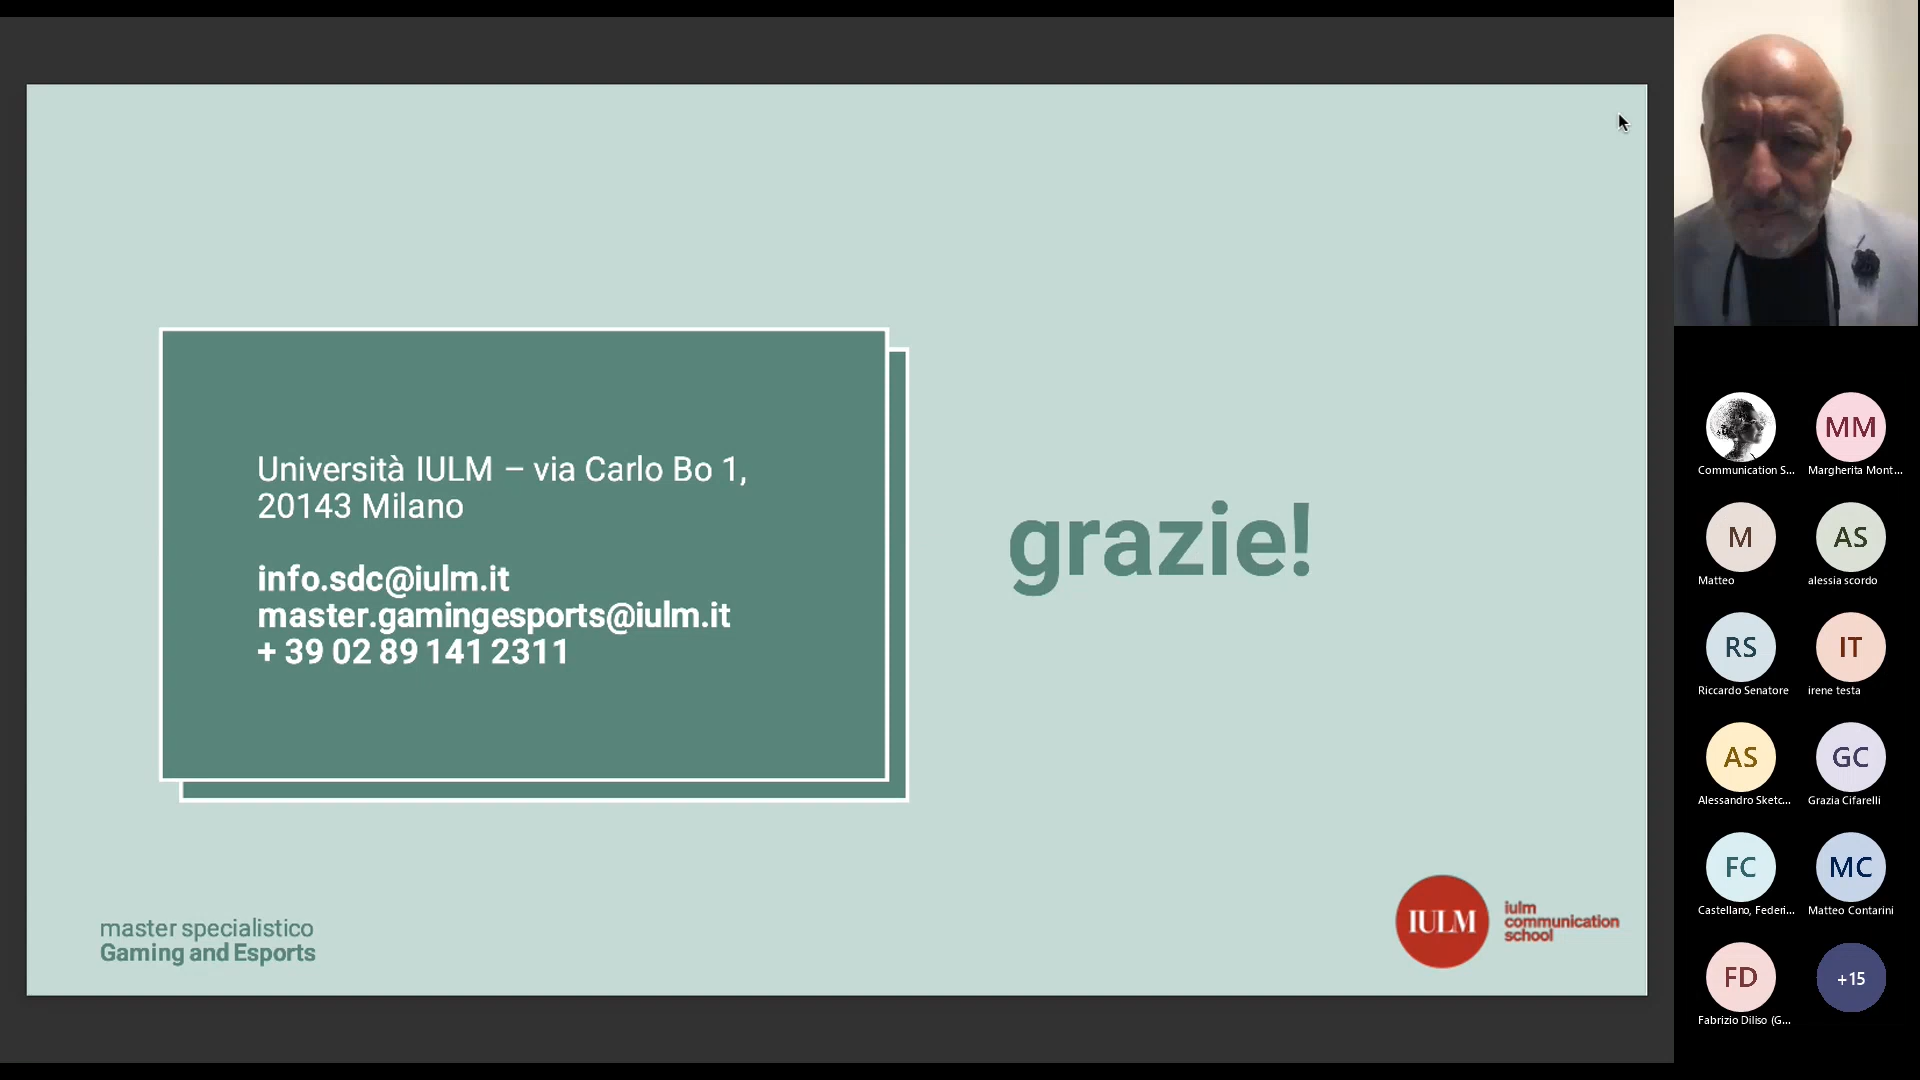 Università IULM – via Carlo Bo 1,
20143 Milano
info.sdc@iulm.it
master.gamingesports@iulm.it
+ 39 02 89 141 2311
grazie!
master specialistico
Gaming and Esports
IULM
iulm
communication
school
Communication S...
MM
Margherita Mont...
M
Matteo
AS
alessia scordo
RS
Riccardo Senatore
IT
irene testa
AS
Alessandro Sketc...
GC
Grazia Cifarelli
FC
Castellano, Federi...
MC
Matteo Contarini
FD
Fabrizio Diliso (G...
+15